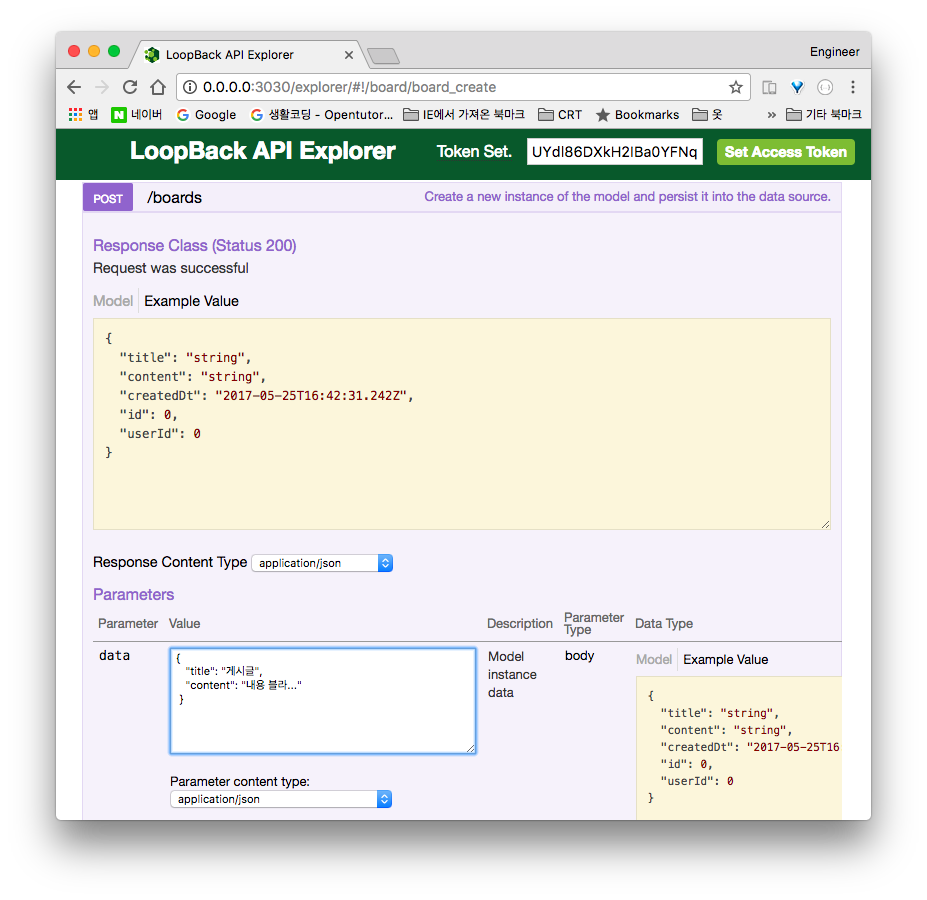 LoopBack API Explorer
Engineer
0.0.0.0:3030/explorer/#!/board/board_create
앱 네이버 Google 생활코딩 - Opentutor... IE에서 가져온 북마크 CRT Bookmarks 옷 » 기타 북마크
LoopBack API Explorer Token Set. UYdl86DXkH2IBa0YFNq Set Access Token
POST /boards Create a new instance of the model and persist it into the data source.
Response Class (Status 200)
Request was successful
Model Example Value
{
"title": "string",
"content": "string",
"createdDt": "2017-05-25T16:42:31.242Z",
"id": 0,
"userId": 0
}
Response Content Type application/json
Parameters
Parameter Value Description Parameter Type Data Type
data
{
"title": "게시글",
"content": "내용 블라..."
}
Parameter content type:
application/json
Model
instance
data
body
Model Example Value
{
"title": "string",
"content": "string",
"createdDt": "2017-05-25T16
"id": 0,
"userId": 0
}